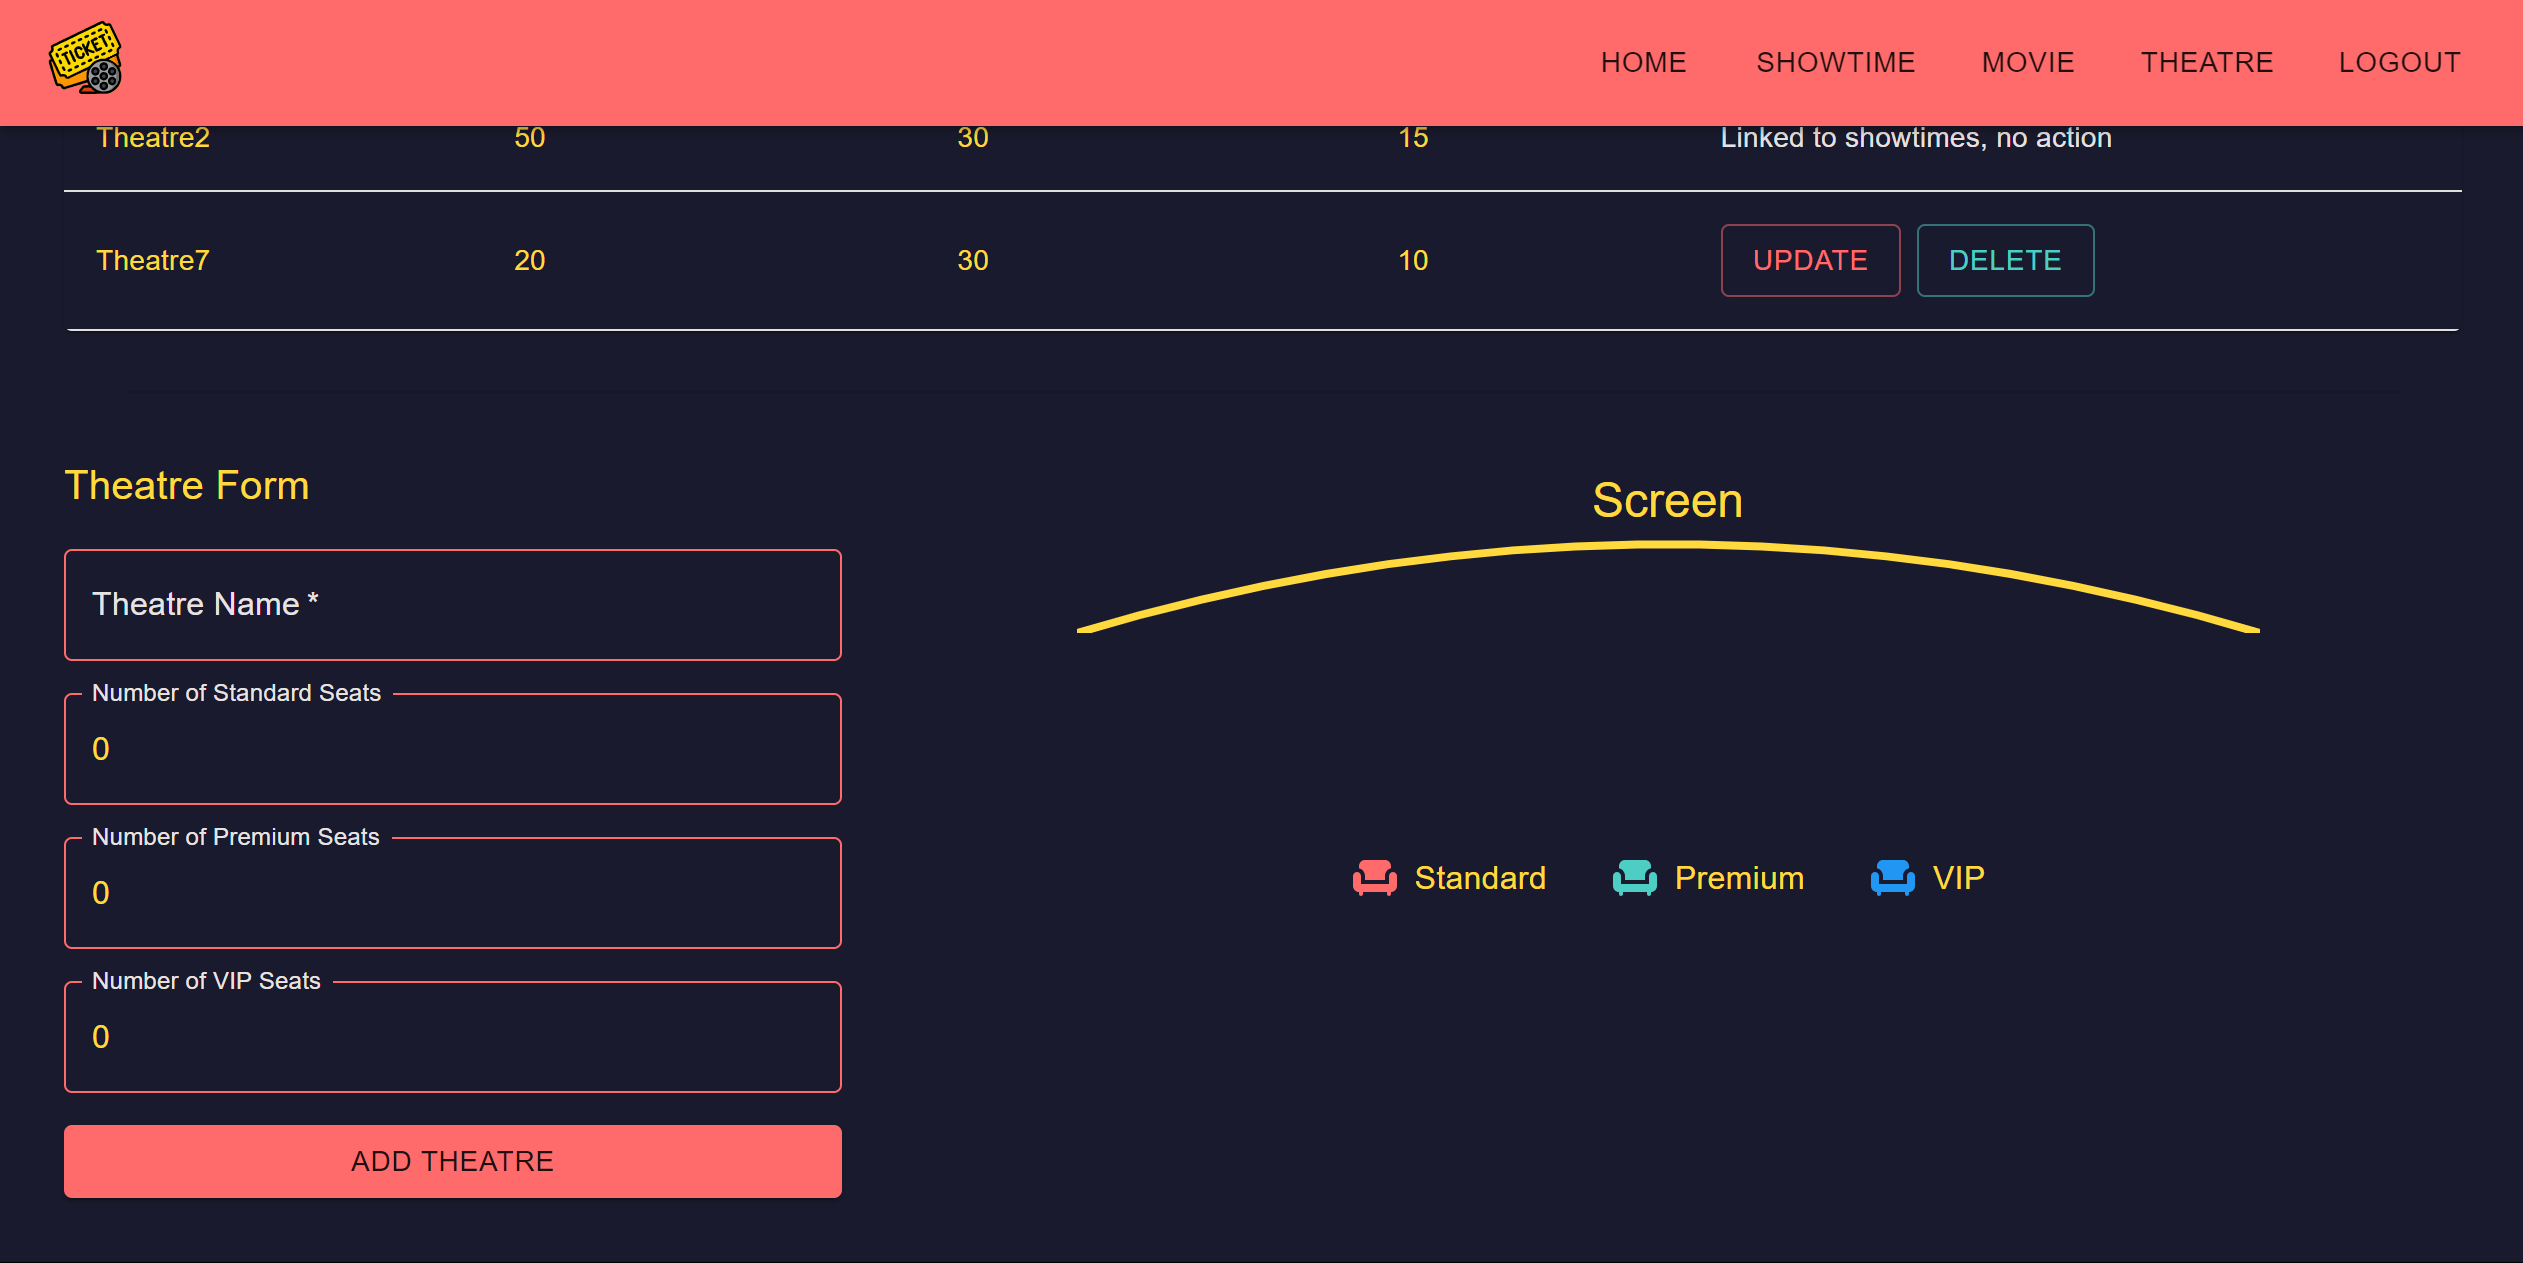 TICKET
HOME SHOWTIME MOVIE THEATRE LOGOUT
Theatre2 50 30 15 Linked to showtimes, no action
Theatre7 20 30 10 UPDATE DELETE
Theatre Form
Screen
Theatre Name *
Number of Standard Seats
0
Number of Premium Seats
0
Standard Premium VIP
Number of VIP Seats
0
ADD THEATRE